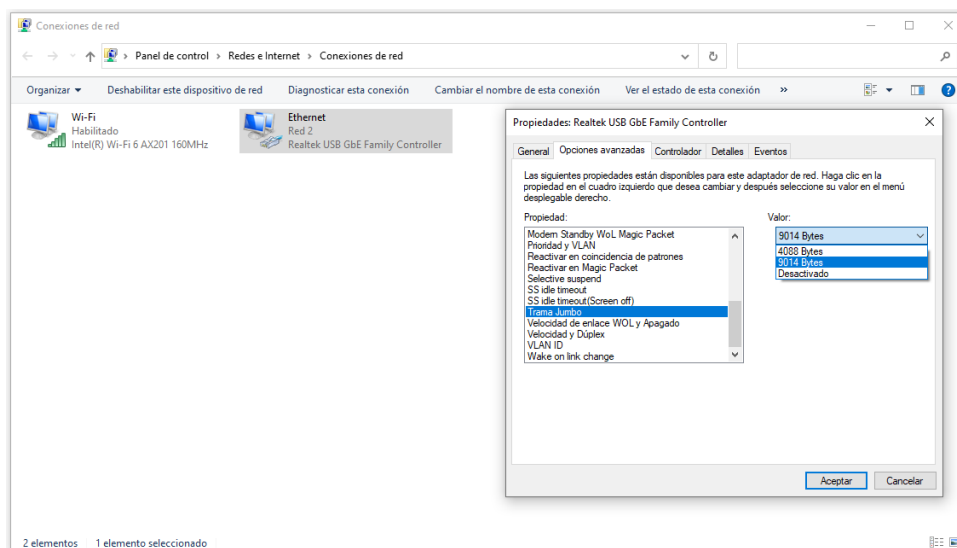 Conexiones de red
Panel de control > Redes e Internet > Conexiones de red
Organizar
Deshabilitar este dispositivo de red
Diagnosticar esta conexión
Cambiar el nombre de esta conexión
Ver el estado de esta conexión
»
Wi-Fi
Habilitado
Intel(R) Wi-Fi 6 AX201 160MHz
Ethernet
Red 2
Realtek USB GbE Family Controller
Propiedades: Realtek USB GbE Family Controller
General
Opciones avanzadas
Controlador
Detalles
Eventos
Las siguientes propiedades están disponibles para este
adaptador de red. Haga clic en la
propiedad en el cuadro izquierdo que desea cambiar y
después seleccione su valor en el menú
desplegable derecho.
Propiedad:
Modern Standby WoL Magic Packet
Prioridad y VLAN
Reactivar en coincidencia de patrones
Reactivar en Magic Packet
Selective suspend
SS idle timeout
SS idle timeout(Screen off)
Trama Jumbo
Velocidad de enlace WOL y Apagado
Velocidad y Dúplex
VLAN ID
Wake on link change
Valor:
9014 Bytes
4088 Bytes
9014 Bytes
Desactivado
Aceptar
Cancelar
2 elementos
1 elemento seleccionado